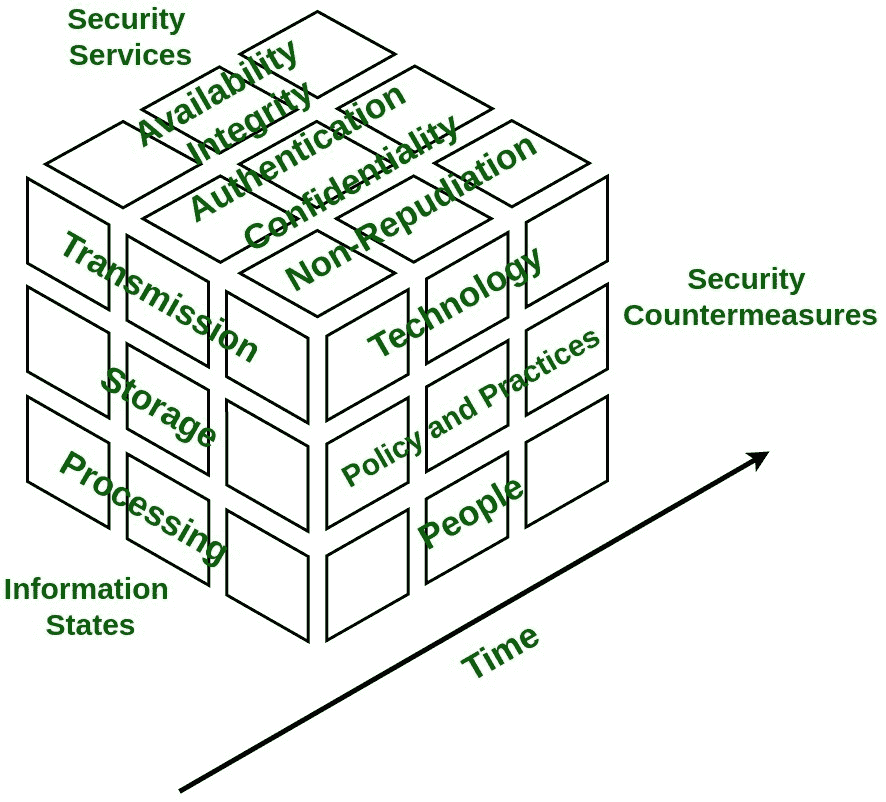 Security
Services
Availability
Integrity
Authentication
Confidentiality
Non-Repudiation
Transmission
Storage
Processing
Technology
Policy and Practices
People
Security
Countermeasures
Information
States
Time